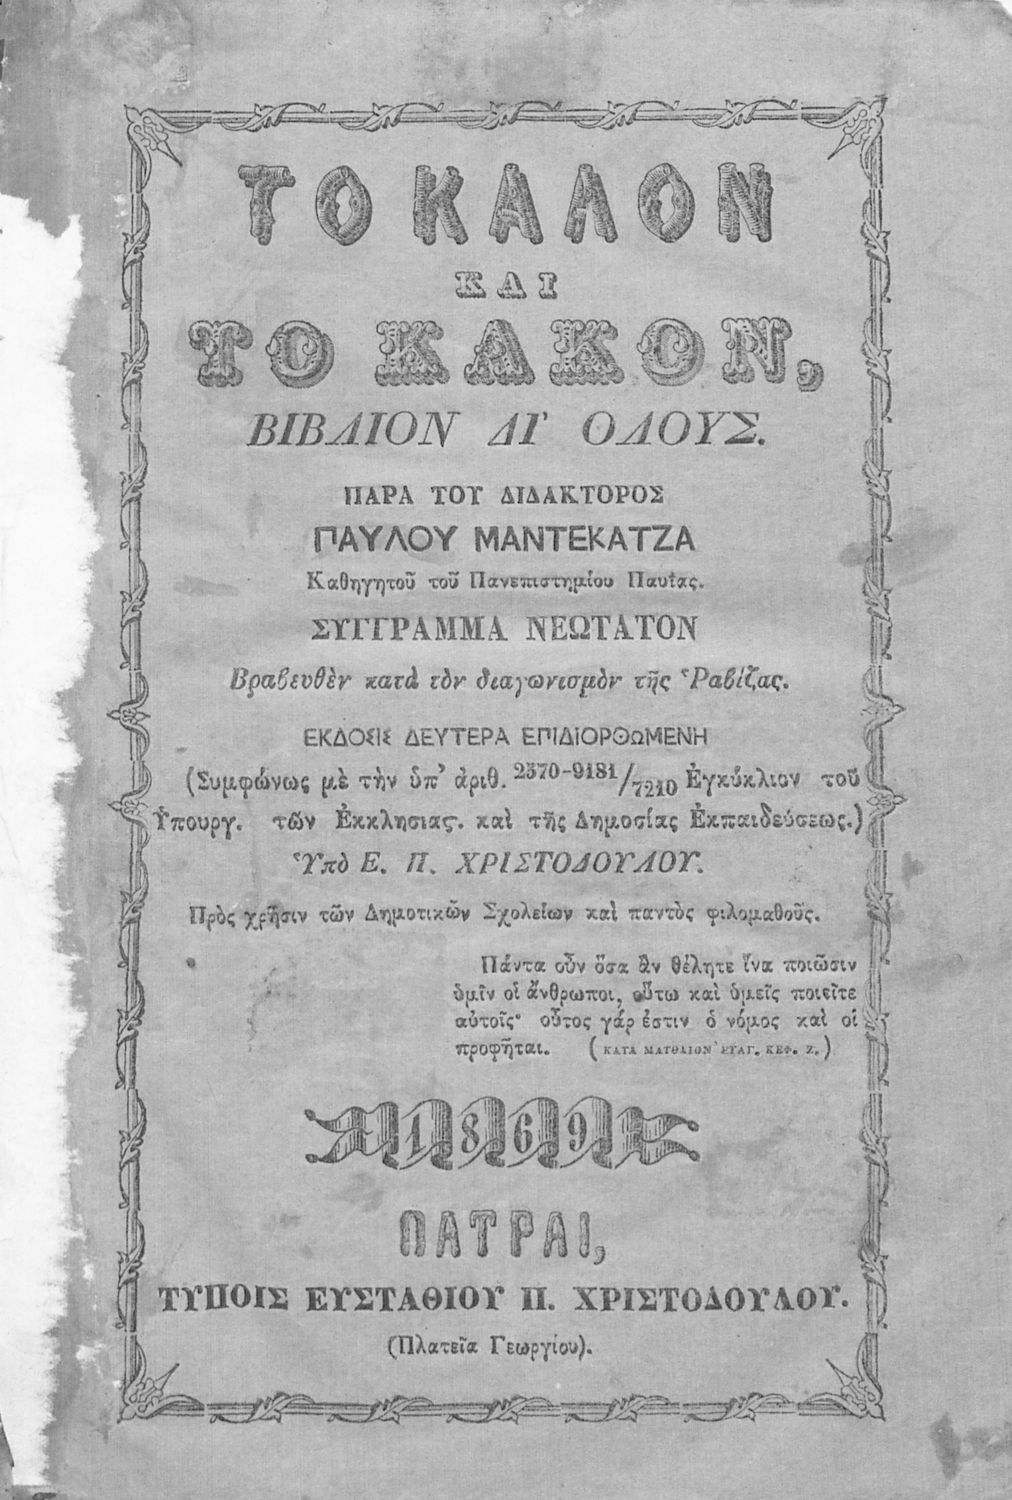 ΤΟ ΚΑΛΟΝ
ΚΑΙ
ΤΟ ΚΑΚΟΝ,
ΒΙΒΛΙΟΝ ΔΙ' ΟΛΟΥΣ.
ΠΑΡΑ ΤΟΥ ΔΙΔΑΚΤΟΡΟΣ
ΠΑΥΛΟΥ ΜΑΝΤΕΚΑΤΖΑ
Καθηγητοῦ τοῦ Πανεπιστημίου Παυΐας.
ΣΥΓΓΡΑΜΜΑ ΝΕΩΤΑΤΟΝ
Βραβευθὲν κατὰ τὸν διαγωνισμὸν τῆς Ῥαβίζας.
ΕΚΔΟΣΙΣ ΔΕΥΤΕΡΑ ΕΠΙΔΙΟΡΘΩΜΕΝΗ
(Συμφώνως μὲ τὴν ὑπ' ἀριθ. 2570-9181/7210 Ἐγκύκλιον τοῦ
Ὑπουργ. τῶν Ἐκκλησιας. καὶ τῆς Δημοσίας Ἐκπαιδεύσεως.)
Ὑπὸ Ε. Π. ΧΡΙΣΤΟΔΟΥΛΟΥ.
Πρὸς χρῆσιν τῶν Δημοτικῶν Σχολείων καὶ παντὸς φιλομαθοῦς.
Πάντα οὖν ὅσα ἂν θέλητε ἵνα ποιῶσιν
ὑμῖν οἱ ἄνθρωποι, οὕτω καὶ ὑμεῖς ποιεῖτε
αὐτοῖς· οὗτος γάρ ἐστιν ὁ νόμος καὶ οἱ
προφῆται. (ΚΑΤΑ ΜΑΤΘΑΙΟΝ ΕΥΑΓ. ΚΕΦ. Ζ.)
1869
ΠΑΤΡΑΙ,
ΤΥΠΟΙΣ ΕΥΣΤΑΘΙΟΥ Π. ΧΡΙΣΤΟΔΟΥΛΟΥ.
(Πλατεῖα Γεωργίου).